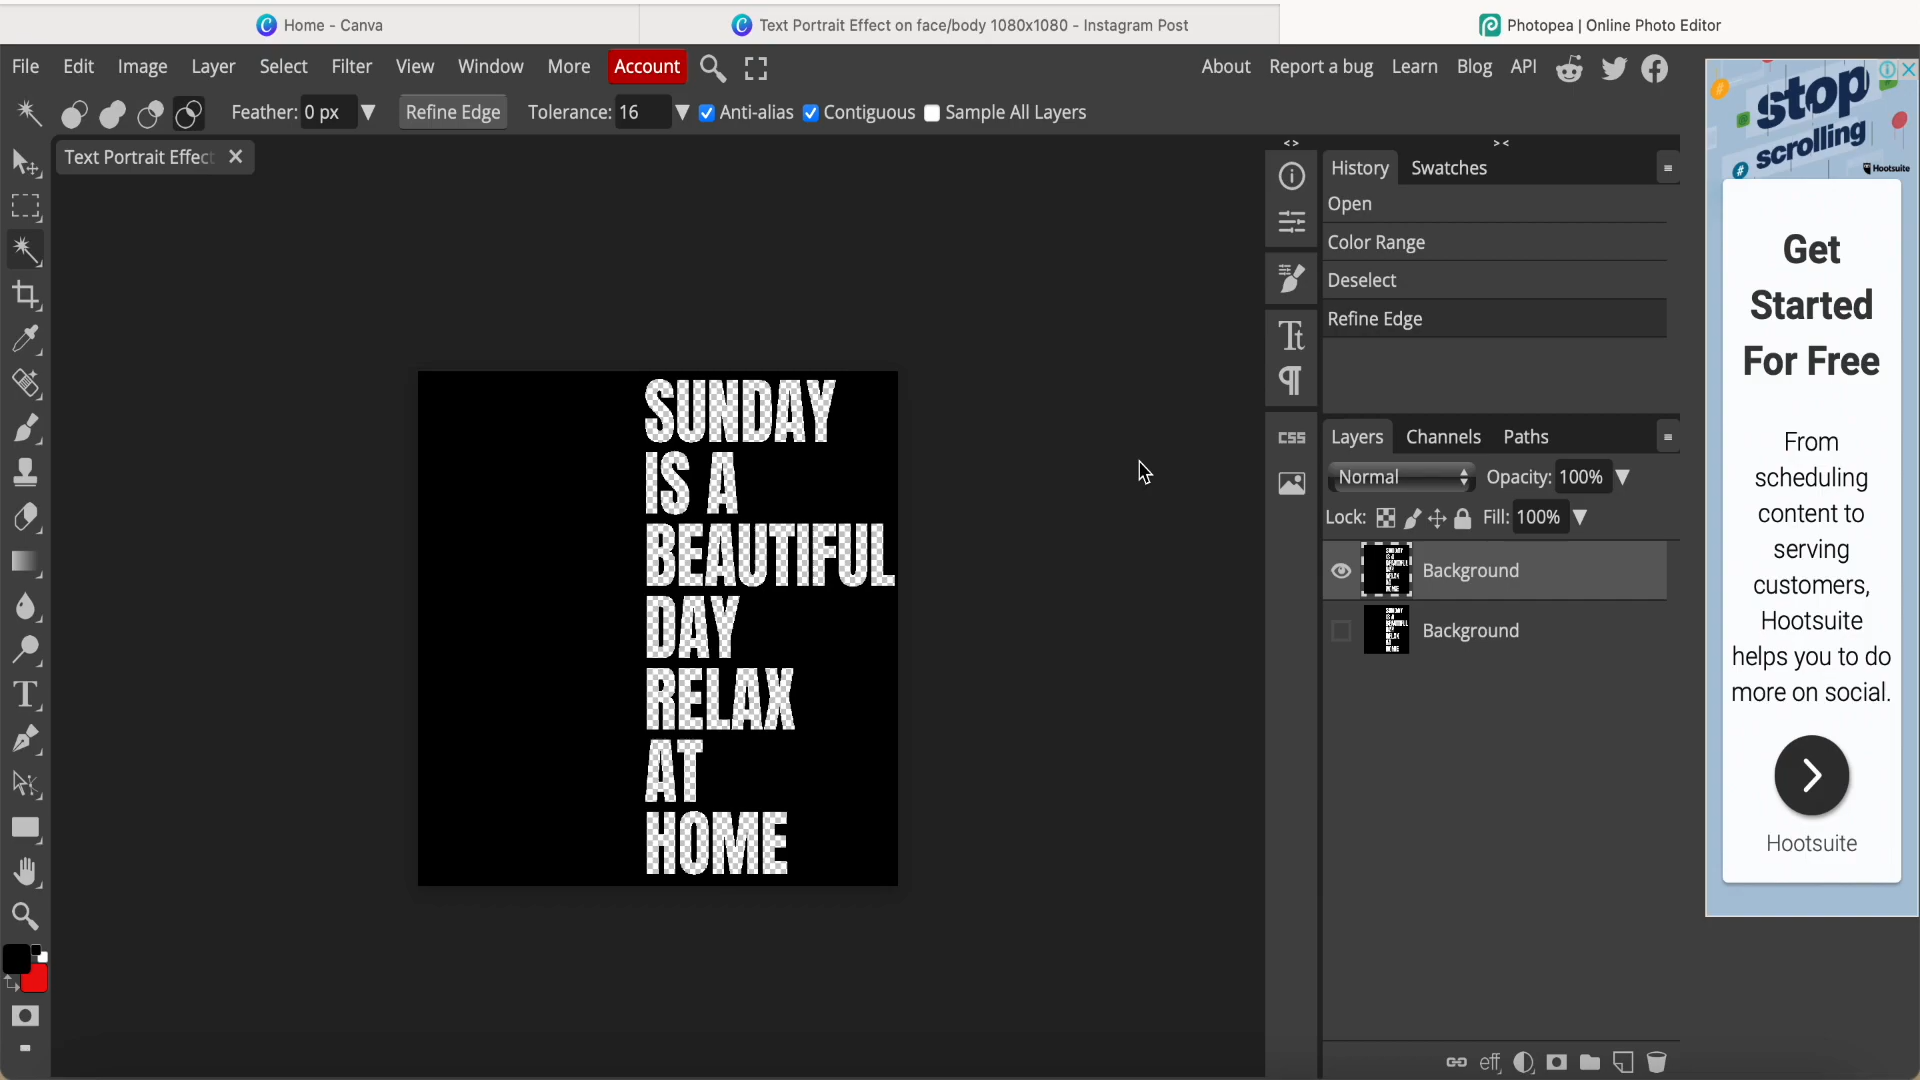 Home - Canva
Text Portrait Effect on face/body 1080x1080 - Instagram Post
Photopea | Online Photo Editor
File Edit Image Layer Select Filter View Window More Account
About Report a bug Learn Blog API
Feather: 0 px Refine Edge Tolerance: 16 Anti-alias Contiguous Sample All Layers
Text Portrait Effect
< >
> <
History Swatches
Open
Color Range
Deselect
Refine Edge
CSS
Layers Channels Paths
Normal Opacity: 100%
Lock: Fill: 100%
Background
Background
eff
SUNDAY
IS A
BEAUTIFUL
DAY
RELAX
AT
HOME
stop
scrolling
Hootsuite
Get
Started
For Free
From
scheduling
content to
serving
customers,
Hootsuite
helps you to do
more on social.
Hootsuite